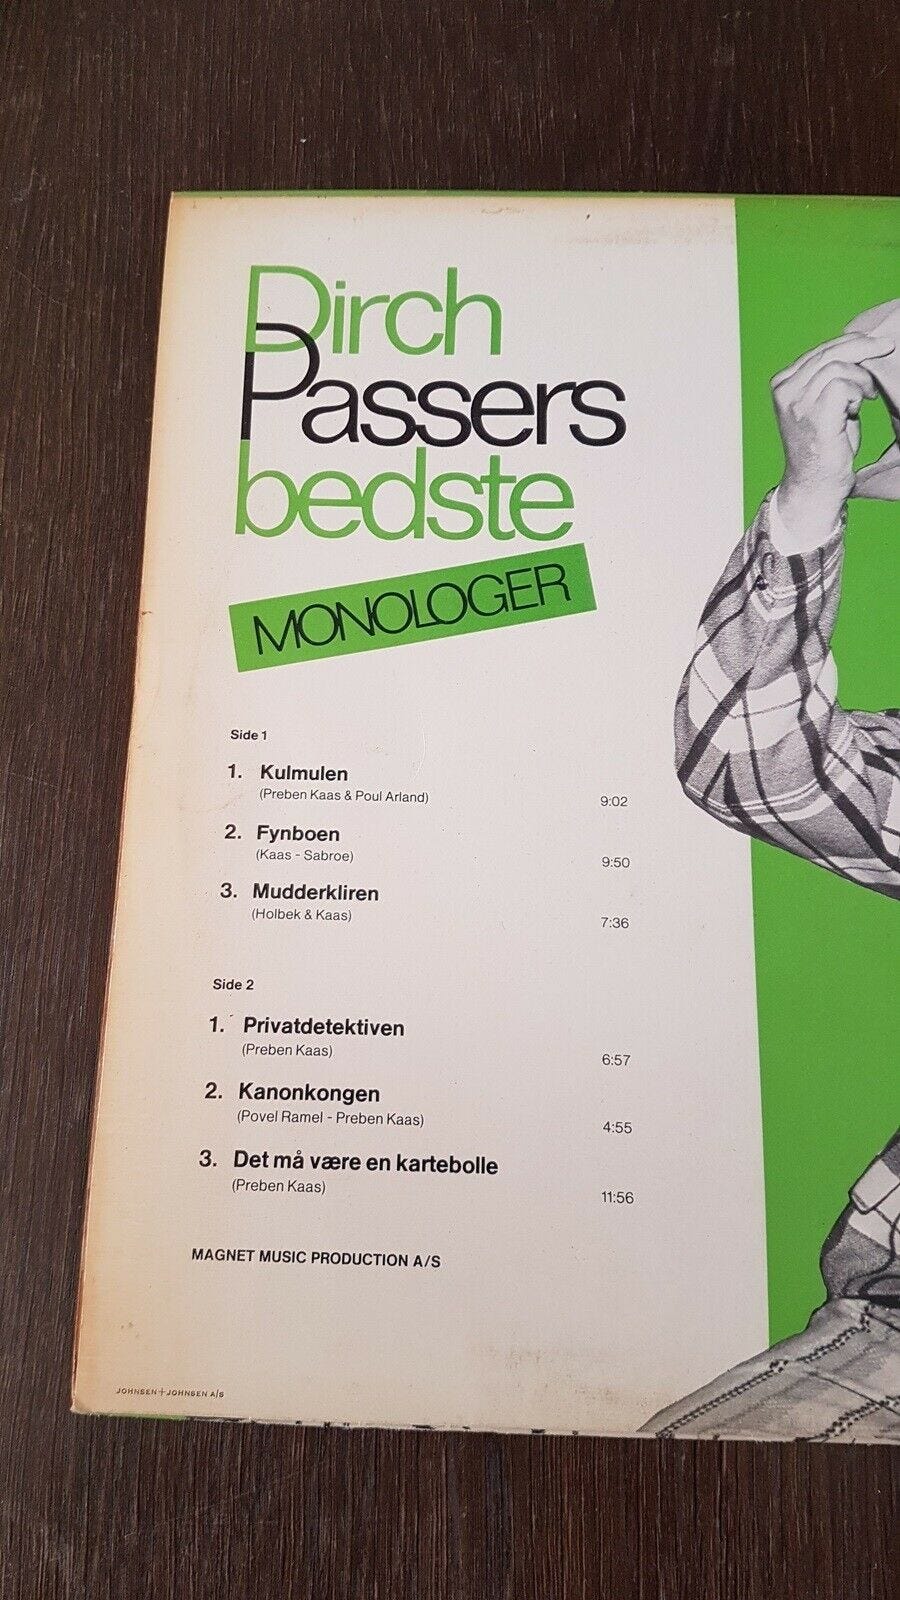 Dirch
Passers
bedste
MONOLOGER
Side 1
1. Kulmulen
(Preben Kaas & Poul Arland) 9:02
2. Fynboen
(Kaas - Sabroe) 9:50
3. Mudderkliren
(Holbek & Kaas) 7:36
Side 2
1. Privatdetektiven
(Preben Kaas) 6:57
2. Kanonkongen
(Povel Ramel - Preben Kaas) 4:55
3. Det må være en kartebolle
(Preben Kaas) 11:56
MAGNET MUSIC PRODUCTION A/S
JOHNSEN+JOHNSEN A/S